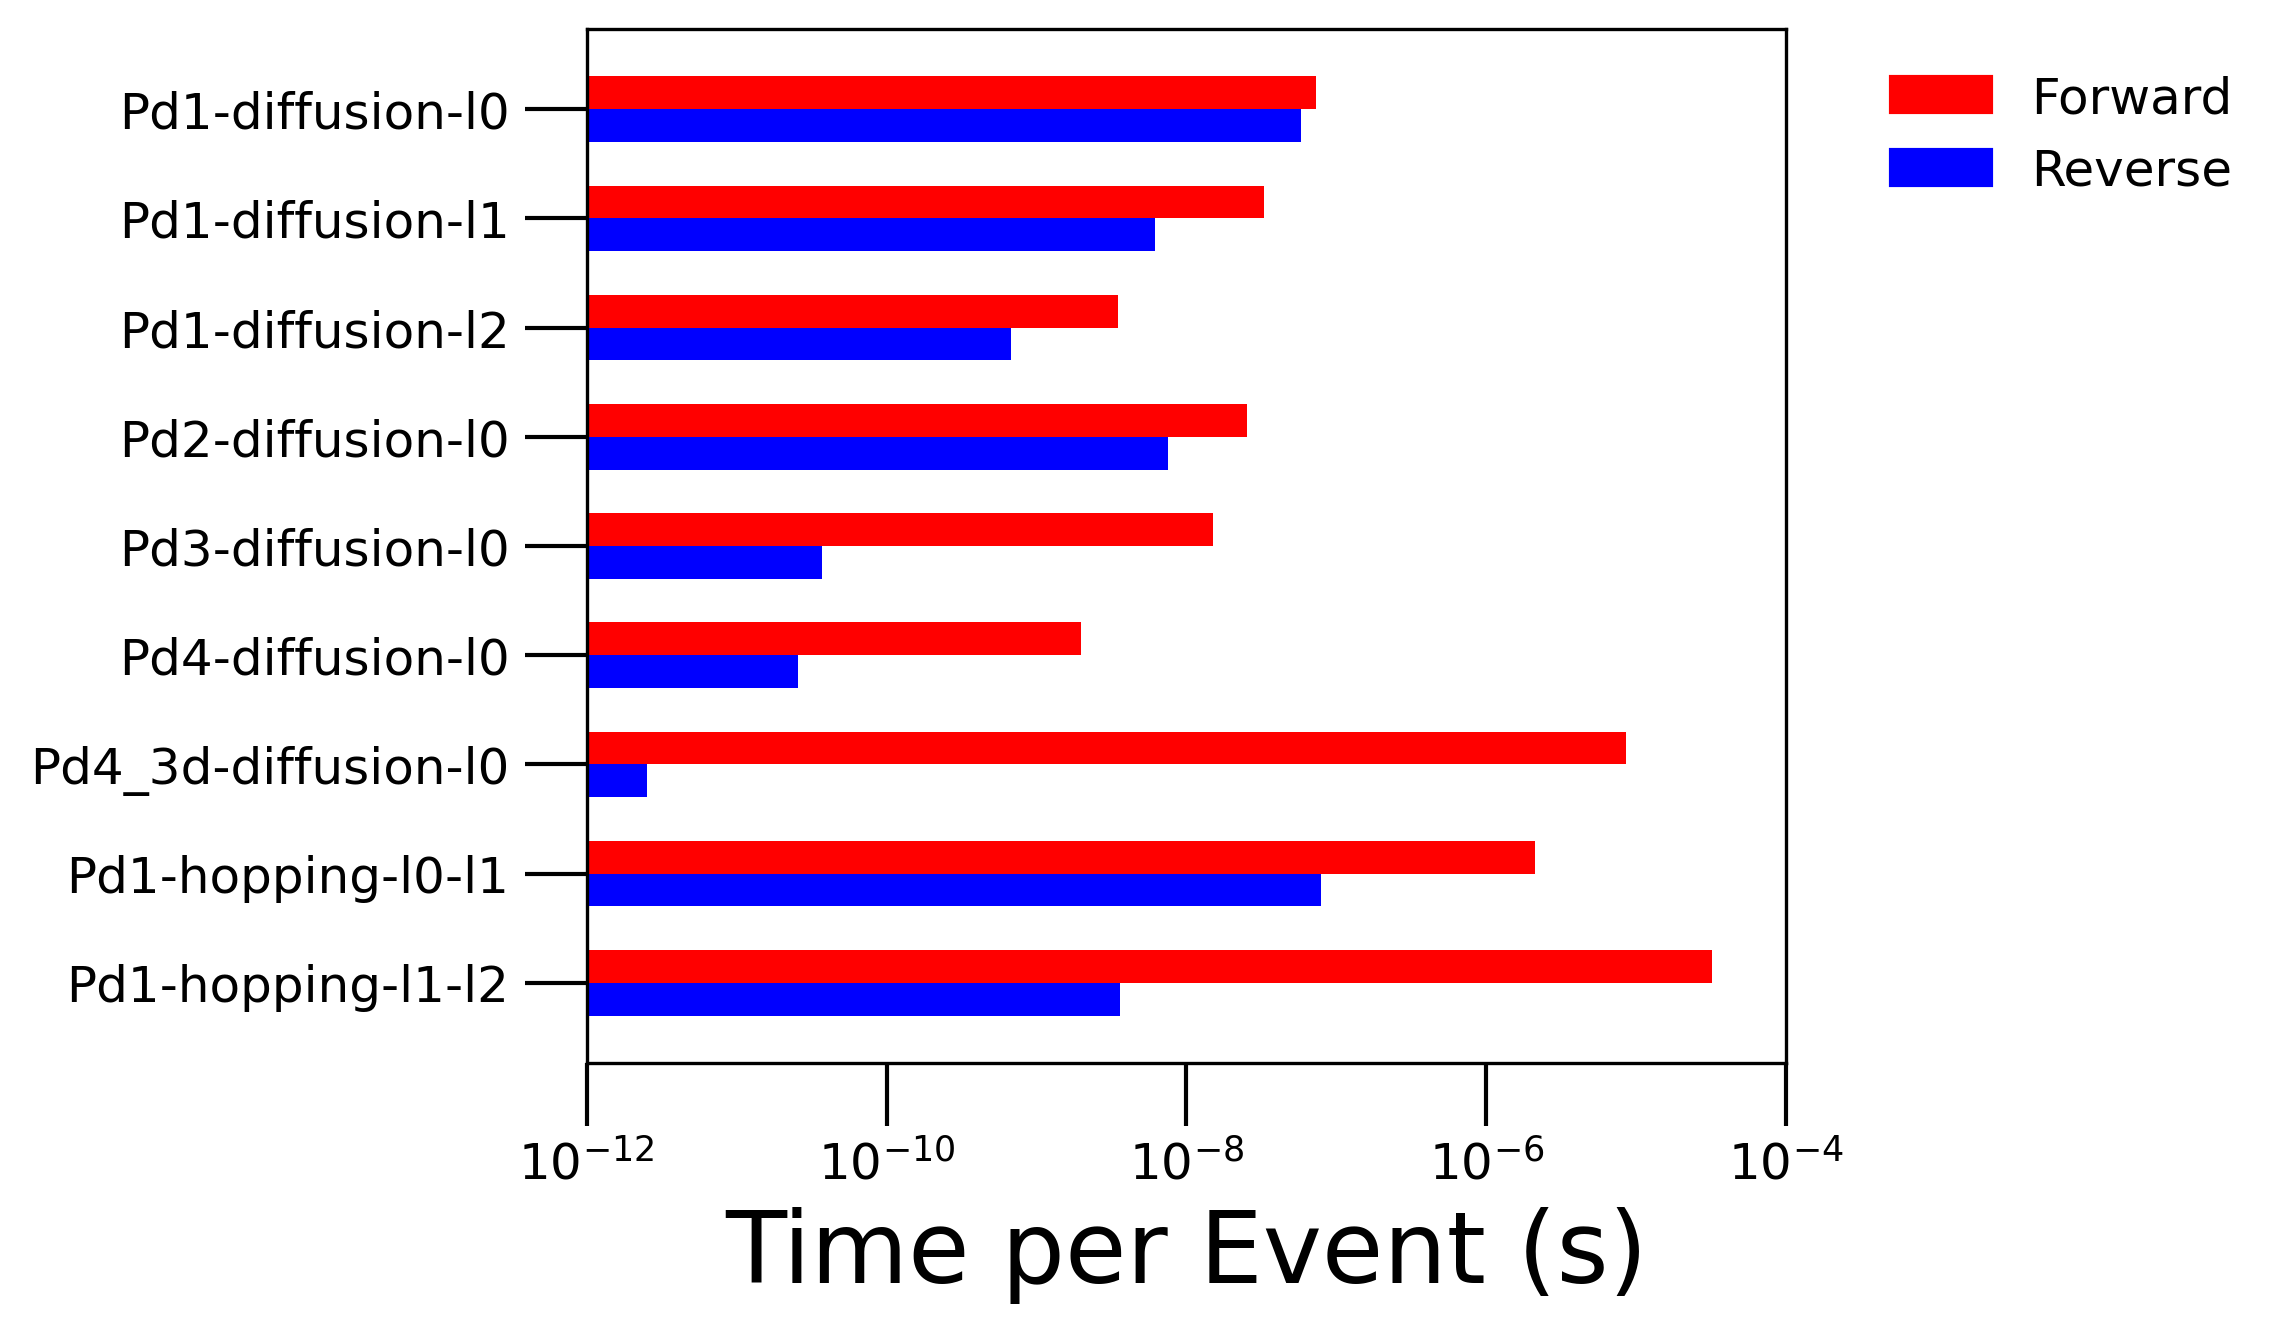 Pd1-diffusion-l0
Pd1-diffusion-l1
Pd1-diffusion-l2
Pd2-diffusion-l0
Pd3-diffusion-l0
Pd4-diffusion-l0
Pd4_3d-diffusion-l0
Pd1-hopping-l0-l1
Pd1-hopping-l1-l2
Forward
Reverse
10⁻¹² 10⁻¹⁰ 10⁻⁸ 10⁻⁶ 10⁻⁴
Time per Event (s)